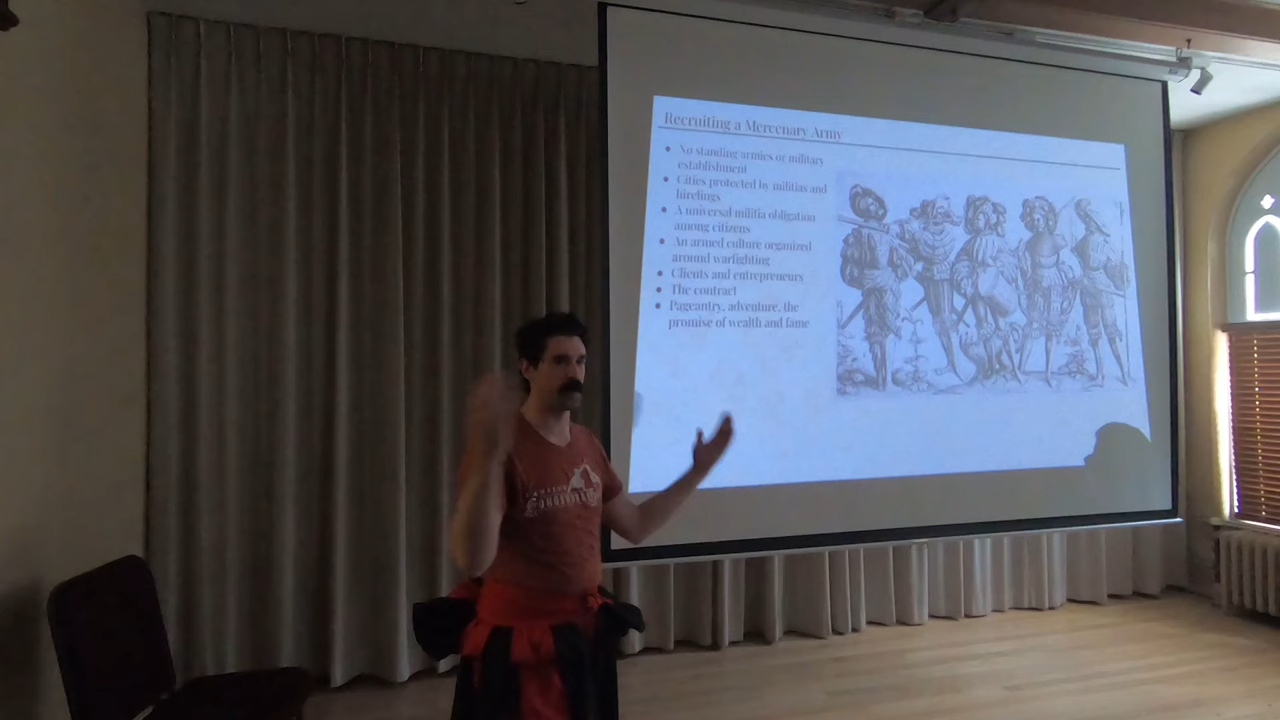 Recruiting a Mercenary Army
• No standing armies or military
establishment
• Cities protected by militias and
hirelings
• A universal militia obligation
among citizens
• An armed culture organized
around warfighting
• Clients and entrepreneurs
• The contract
• Pageantry, adventure, the
promise of wealth and fame